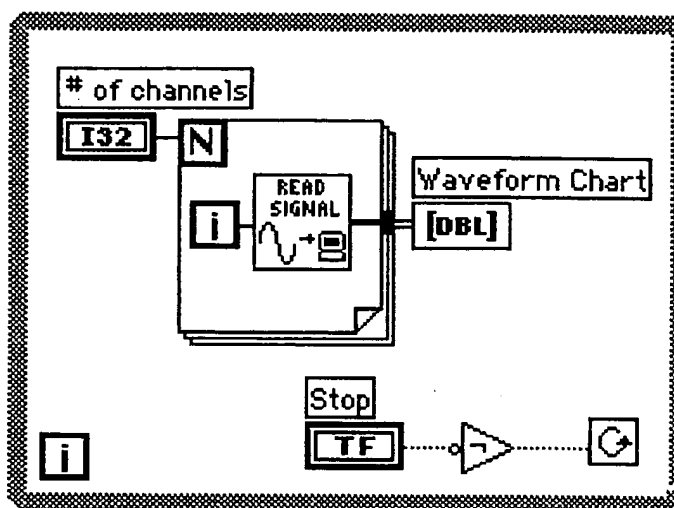 # of channels
I32
N
READ
SIGNAL
i
Waveform Chart
[DBL]
Stop
TF
i